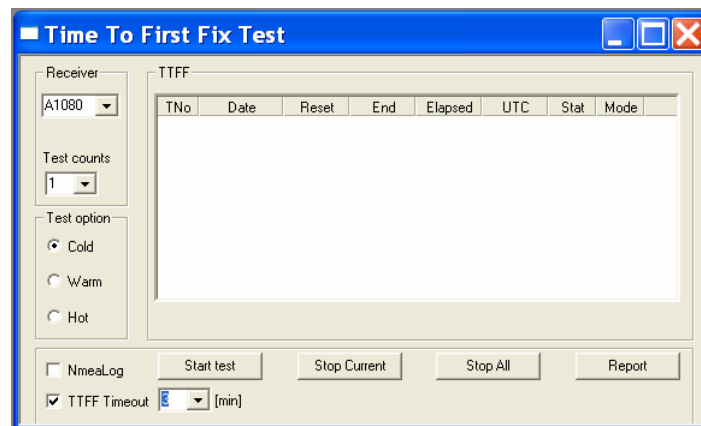 Time To First Fix Test
Receiver
A1080
Test counts
1
Test option
Cold
Warm
Hot
TTFF
TNo Date Reset End Elapsed UTC Stat Mode
NmeaLog Start test Stop Current Stop All Report
TTFF Timeout 3 [min]